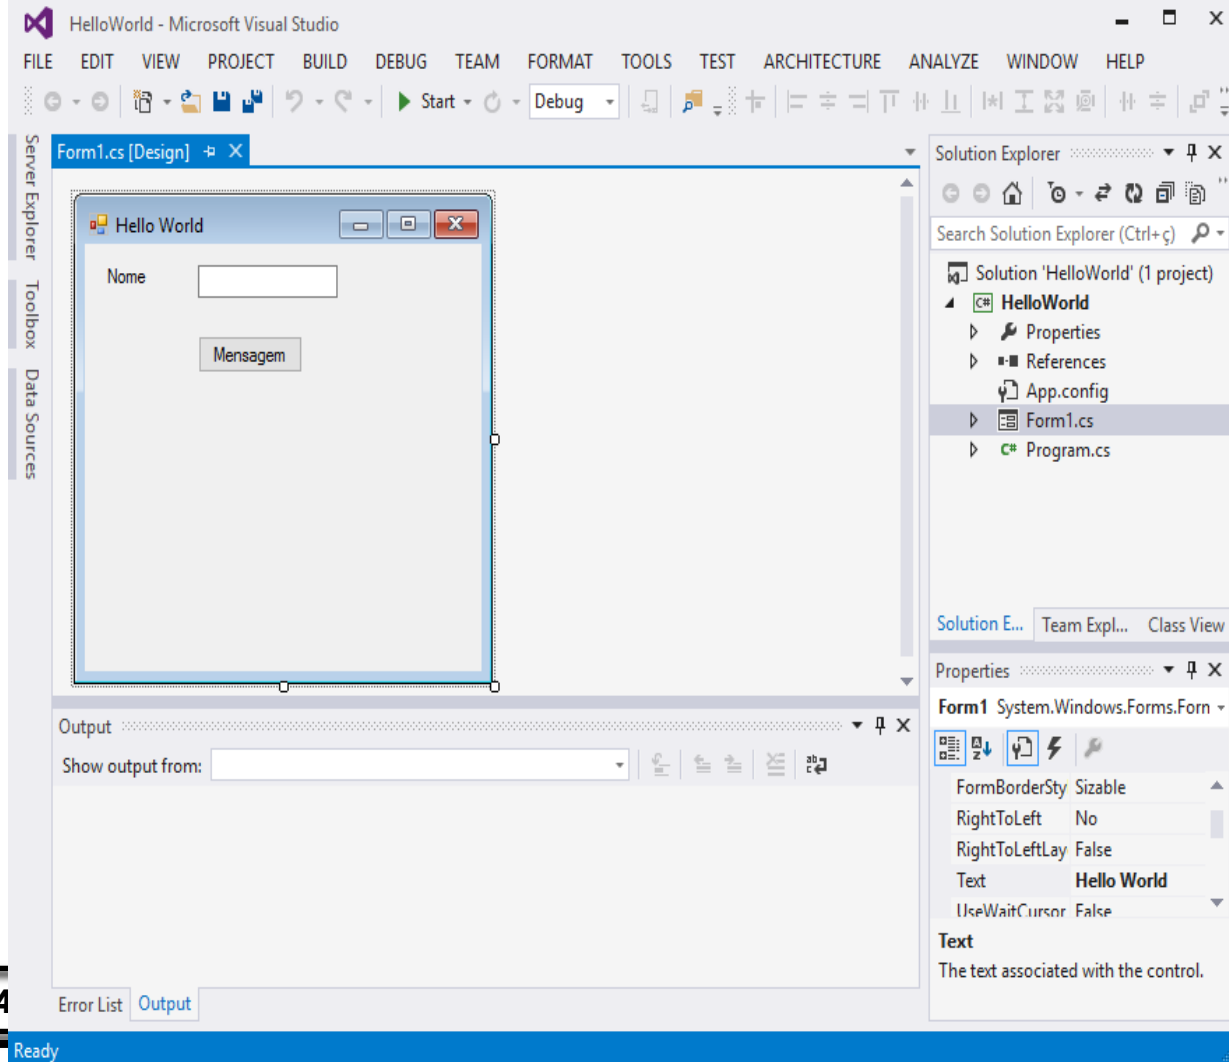 HelloWorld - Microsoft Visual Studio
FILE EDIT VIEW PROJECT BUILD DEBUG TEAM FORMAT TOOLS TEST ARCHITECTURE ANALYZE WINDOW HELP
Start Debug
Server Explorer
Toolbox
Data Sources
Form1.cs [Design]
Hello World
Nome
Mensagem
Output
Show output from:
Error List Output
Solution Explorer
Search Solution Explorer (Ctrl+ç)
Solution 'HelloWorld' (1 project)
C# HelloWorld
Properties
References
App.config
Form1.cs
C# Program.cs
Solution E... Team Expl... Class View
Properties
Form1 System.Windows.Forms.Forn
FormBorderSty Sizable
RightToLeft No
RightToLeftLay False
Text Hello World
UseWaitCursor False
Text
The text associated with the control.
4
Ready